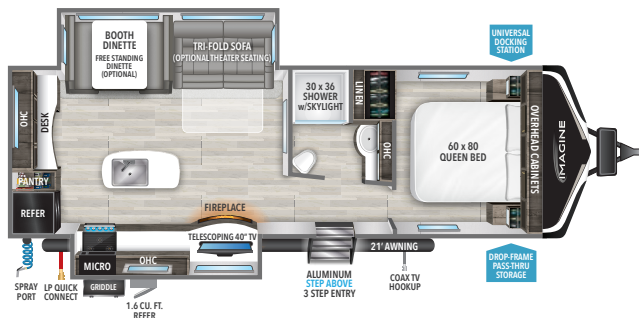 BOOTH
DINETTE
FREE STANDING
DINETTE
(OPTIONAL)
TRI-FOLD SOFA
(OPTIONAL THEATER SEATING)
UNIVERSAL
DOCKING
STATION
30 x 36
SHOWER
w/SKYLIGHT
LINEN
OHC
DESK
OHC
60 x 80
QUEEN BED
OVERHEAD CABINETS
IMAGINE
PANTRY
REFER
FIREPLACE
TELESCOPING 40" TV
MICRO
OHC
21' AWNING
SPRAY
PORT
LP QUICK
CONNECT
GRIDDLE
1.6 CU. FT.
REFER
ALUMINUM
STEP ABOVE
3 STEP ENTRY
COAX TV
HOOKUP
DROP-FRAME
PASS-THRU
STORAGE